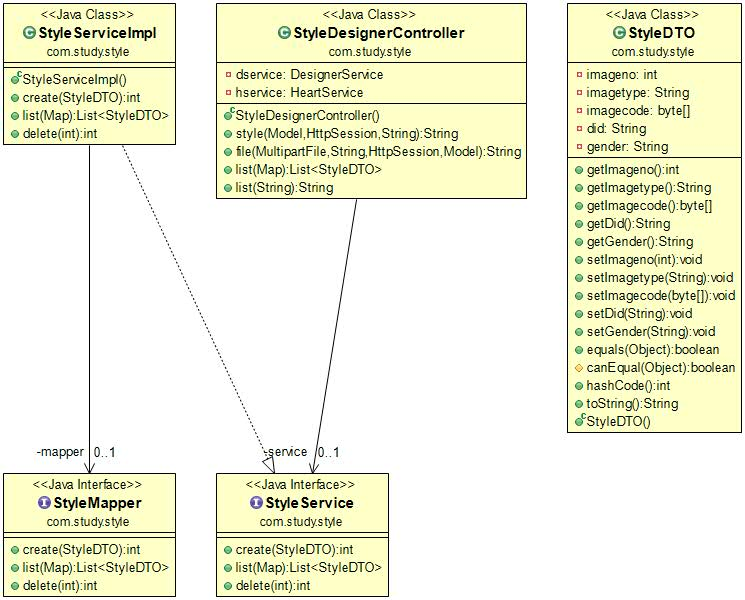 <<Java Class>>
StyleServiceImpl
com.study.style
StyleServiceImpl()
create(StyleDTO):int
list(Map):List<StyleDTO>
delete(int):int
<<Java Class>>
StyleDesignerController
com.study.style
dservice: DesignerService
hservice: HeartService
StyleDesignerController()
style(Model,HttpSession,String):String
file(MultipartFile,String,HttpSession,Model):String
list(Map):List<StyleDTO>
list(String):String
<<Java Class>>
StyleDTO
com.study.style
imageno: int
imagetype: String
imagecode: byte[]
did: String
gender: String
getImageno():int
getImagetype():String
getImagecode():byte[]
getDid():String
getGender():String
setImageno(int):void
setImagetype(String):void
setImagecode(byte[]):void
setDid(String):void
setGender(String):void
equals(Object):boolean
canEqual(Object):boolean
hashCode():int
toString():String
StyleDTO()
-mapper 0..1
-service 0..1
<<Java Interface>>
StyleMapper
com.study.style
create(StyleDTO):int
list(Map):List<StyleDTO>
delete(int):int
<<Java Interface>>
StyleService
com.study.style
create(StyleDTO):int
list(Map):List<StyleDTO>
delete(int):int